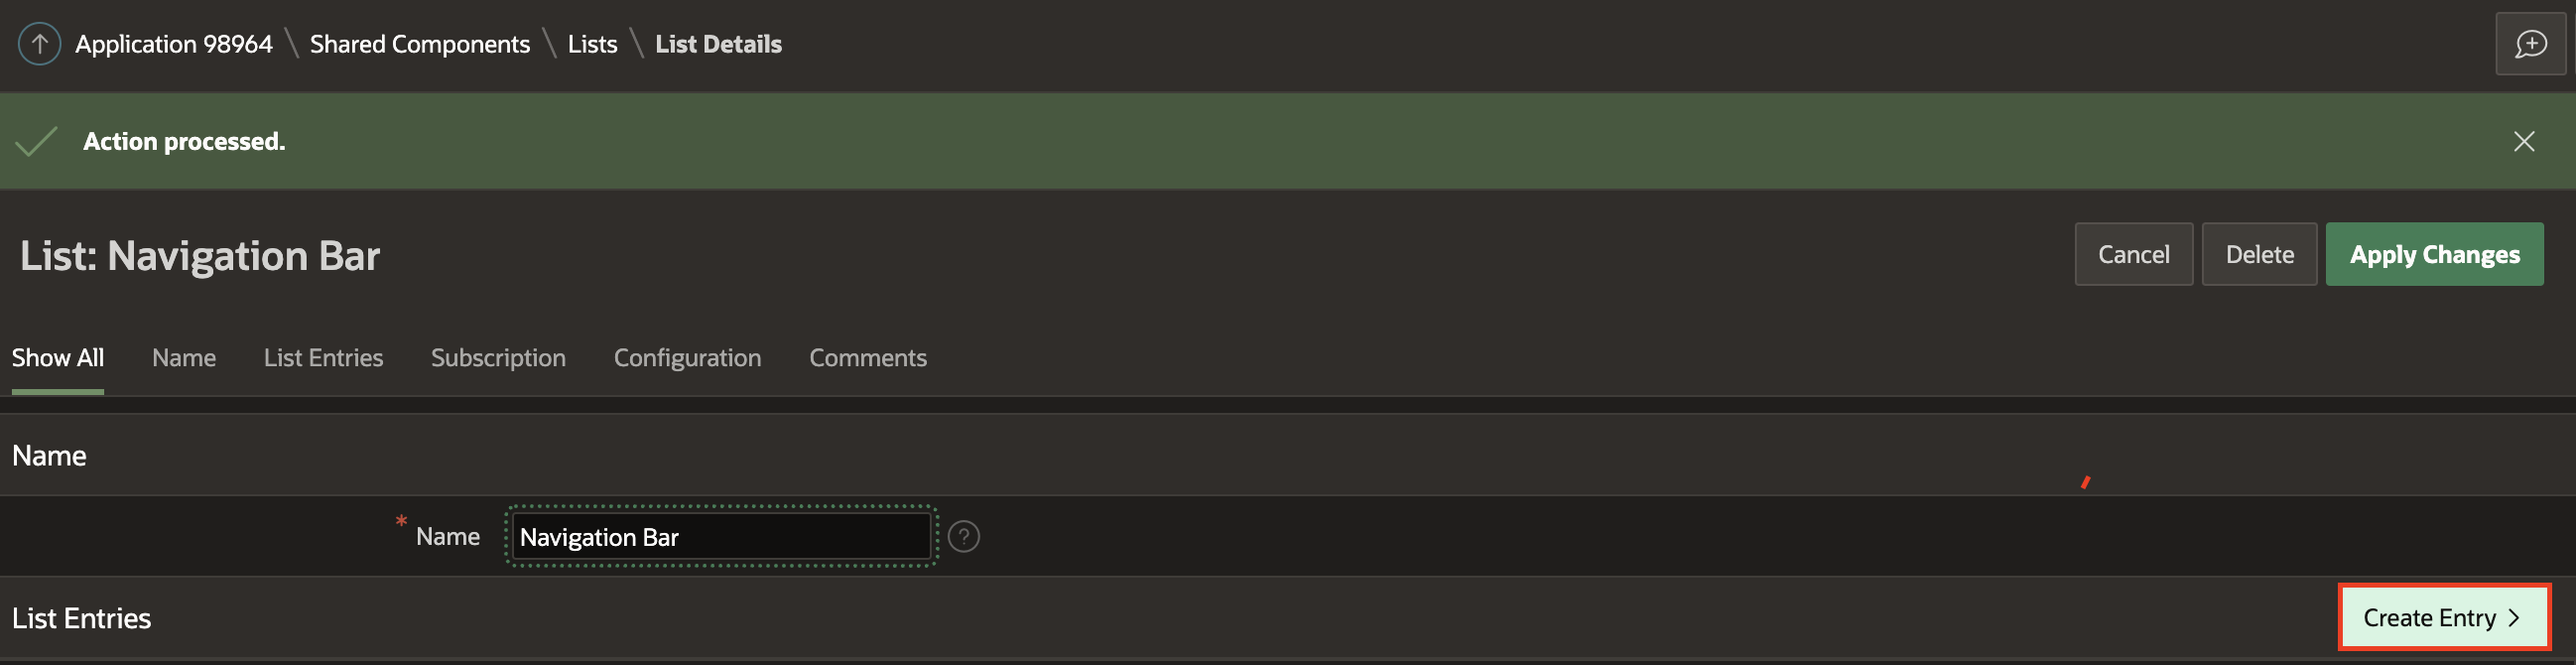 Application 98964 \ Shared Components \ Lists \ List Details
Action processed.
List: Navigation Bar
Cancel
Delete
Apply Changes
Show All
Name
List Entries
Subscription
Configuration
Comments
Name
* Name
Navigation Bar
?
List Entries
Create Entry >